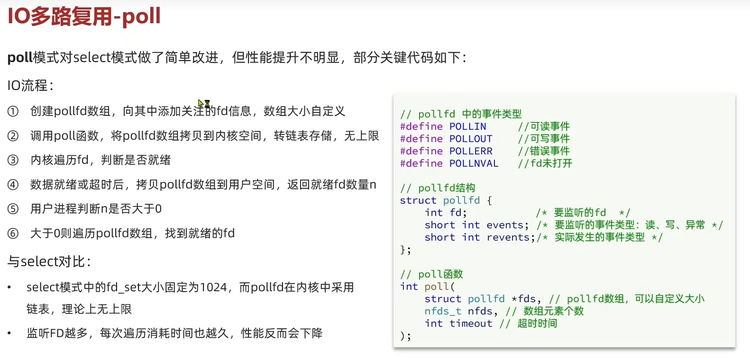 IO多路复用-poll
poll模式对select模式做了简单改进，但性能提升不明显，部分关键代码如下：
IO流程：
① 创建pollfd数组，向其中添加关注的fd信息，数组大小自定义
② 调用poll函数，将pollfd数组拷贝到内核空间，转链表存储，无上限
③ 内核遍历fd，判断是否就绪
④ 数据就绪或超时后，拷贝pollfd数组到用户空间，返回就绪fd数量n
⑤ 用户进程判断n是否大于0
⑥ 大于0则遍历pollfd数组，找到就绪的fd
与select对比：
• select模式中的fd_set大小固定为1024，而pollfd在内核中采用
链表，理论上无上限
• 监听FD越多，每次遍历消耗时间也越久，性能反而会下降
// pollfd 中的事件类型
#define POLLIN //可读事件
#define POLLOUT //可写事件
#define POLLERR //错误事件
#define POLLNVAL //fd未打开
// pollfd结构
struct pollfd {
int fd; /* 要监听的fd */
short int events; /* 要监听的事件类型：读、写、异常 */
short int revents;/* 实际发生的事件类型 */
};
// poll函数
int poll(
struct pollfd *fds, // pollfd数组，可以自定义大小
nfds_t nfds, // 数组元素个数
int timeout // 超时时间
);